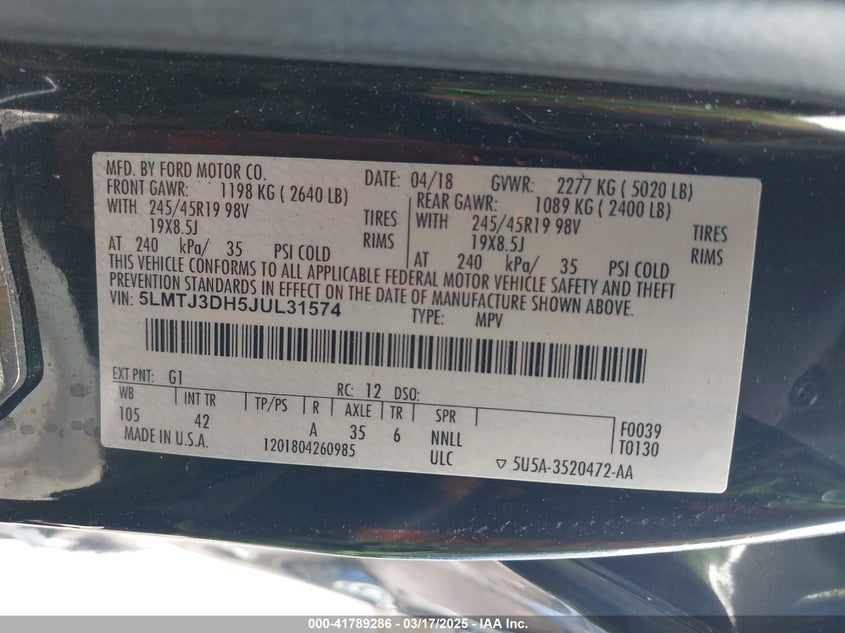 MFD. BY FORD MOTOR CO. DATE: 04/18 GVWR: 2277 KG ( 5020 LB)
FRONT GAWR: 1198 KG ( 2640 LB) REAR GAWR: 1089 KG ( 2400 LB)
WITH 245/45R19 98V TIRES WITH 245/45R19 98V TIRES
19X8.5J RIMS 19X8.5J RIMS
AT 240 kPa/ 35 PSI COLD AT 240 kPa/ 35 PSI COLD
THIS VEHICLE CONFORMS TO ALL APPLICABLE FEDERAL MOTOR VEHICLE SAFETY AND THEFT
PREVENTION STANDARDS IN EFFECT ON THE DATE OF MANUFACTURE SHOWN ABOVE.
VIN: 5LMTJ3DH5JUL31574 TYPE: MPV
EXT PNT: G1 RC: 12 DSO:
WB INT TR TP/PS R AXLE TR SPR
105 42 A 35 6 NNLL F0039
MADE IN U.S.A. 1201804260985 ULC T0130
5U5A-3520472-AA
000-41789286 - 03/17/2025 - IAA Inc.